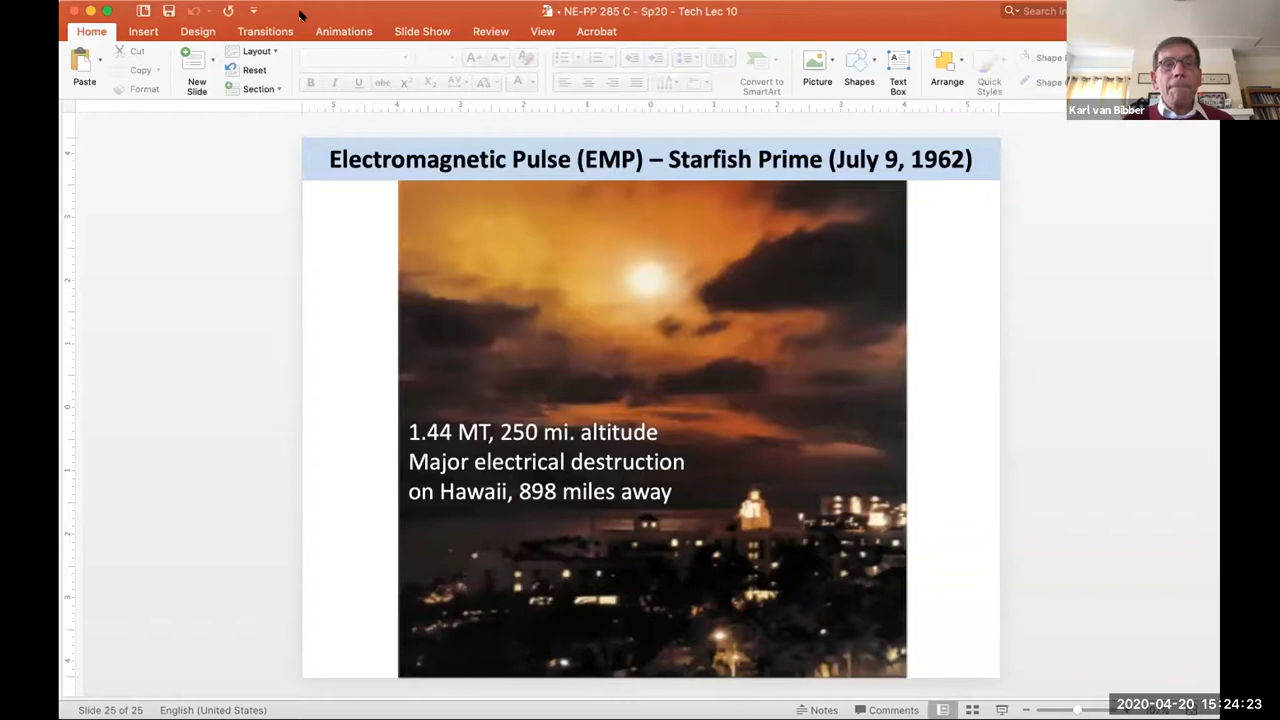 NE-PP 285 C - Sp20 - Tech Lec 10
Search in
Home Insert Design Transitions Animations Slide Show Review View Acrobat
Paste
Cut
Copy
Format
New Slide
Layout
Reset
Section
Convert to SmartArt
Picture
Shapes
Text Box
Arrange
Quick Styles
Shape
Shape
Karl van Bibber
Electromagnetic Pulse (EMP) – Starfish Prime (July 9, 1962)
1.44 MT, 250 mi. altitude
Major electrical destruction
on Hawaii, 898 miles away
Slide 25 of 25 English (United States) Notes Comments
2020-04-20 15:24:23